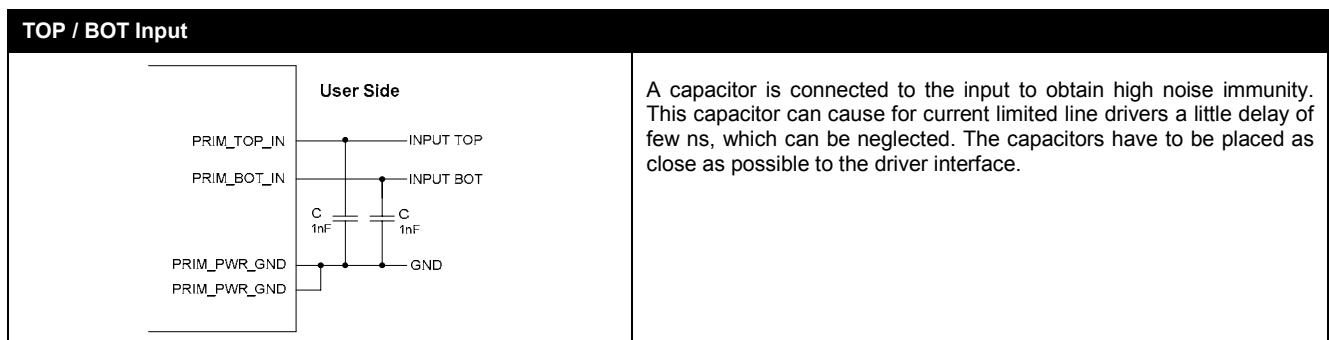 TOP / BOT Input
User Side
PRIM_TOP_IN
INPUT TOP
PRIM_BOT_IN
INPUT BOT
C
1nF
C
1nF
PRIM_PWR_GND
GND
PRIM_PWR_GND
A capacitor is connected to the input to obtain high noise immunity.
This capacitor can cause for current limited line drivers a little delay of
few ns, which can be neglected. The capacitors have to be placed as
close as possible to the driver interface.